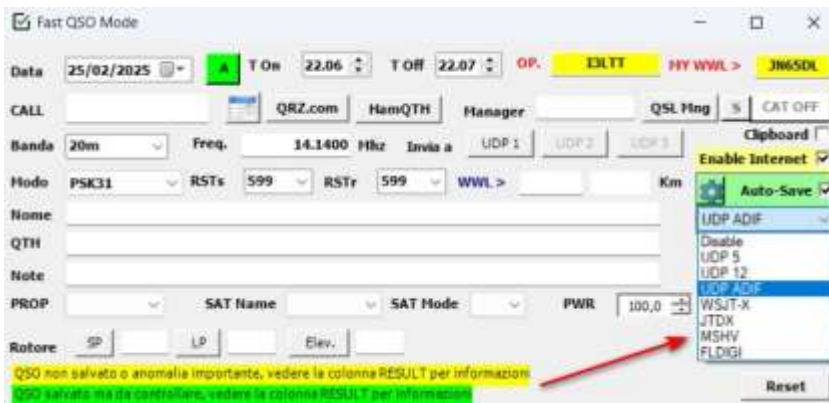 Fast QSO Mode
Data 25/02/2025 A T On 22.06 T Off 22.07 OP. I3LTT MY WWL > JN65DL
CALL QRZ.com HamQTH Manager QSL Mng S CAT OFF
Clipboard
Banda 20m Freq. 14.1400 Mhz Invia a UDP 1 UDP 2 UDP 3
Enable Internet
Modo PSK31 RSTs 599 RSTr 599 WWL > Km Auto-Save
Nome UDP ADIF
QTH Disable
UDP 5
Note UDP 12
UDP ADIF
PROP SAT Name SAT Mode PWR 100,0 WSJT-X
JTDX
MSHV
Rotore SP LP Elev. FLDIGI
QSO non salvato o anomalia importante, vedere la colonna RESULT per informazioni
QSO salvato ma da controllare, vedere la colonna RESULT per informazioni
Reset